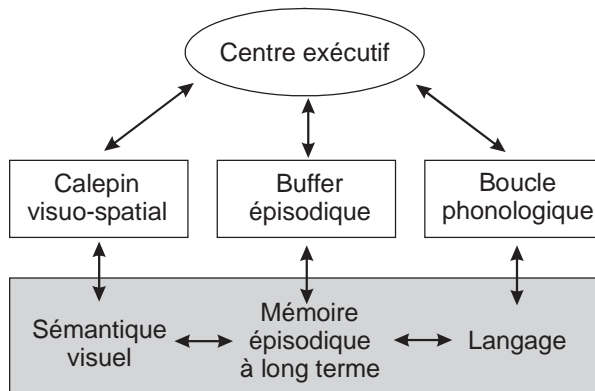 Centre exécutif
Calepin
visuo-spatial
Buffer
épisodique
Boucle
phonologique
Sémantique
visuel
Mémoire
épisodique
à long terme
Langage